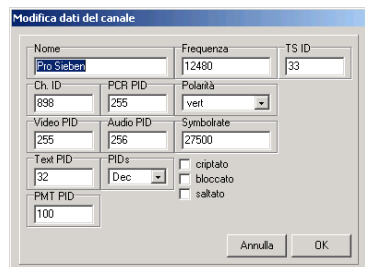 Modifica dati del canale
Nome Frequenza TS ID
Pro Sieben 12480 33
Ch. ID PCR PID Polarità
898 255 vert
Video PID Audio PID Symbolrate
255 256 27500
Text PID PIDs criptato
32 Dec bloccato
PMT PID saltato
100
Annulla OK